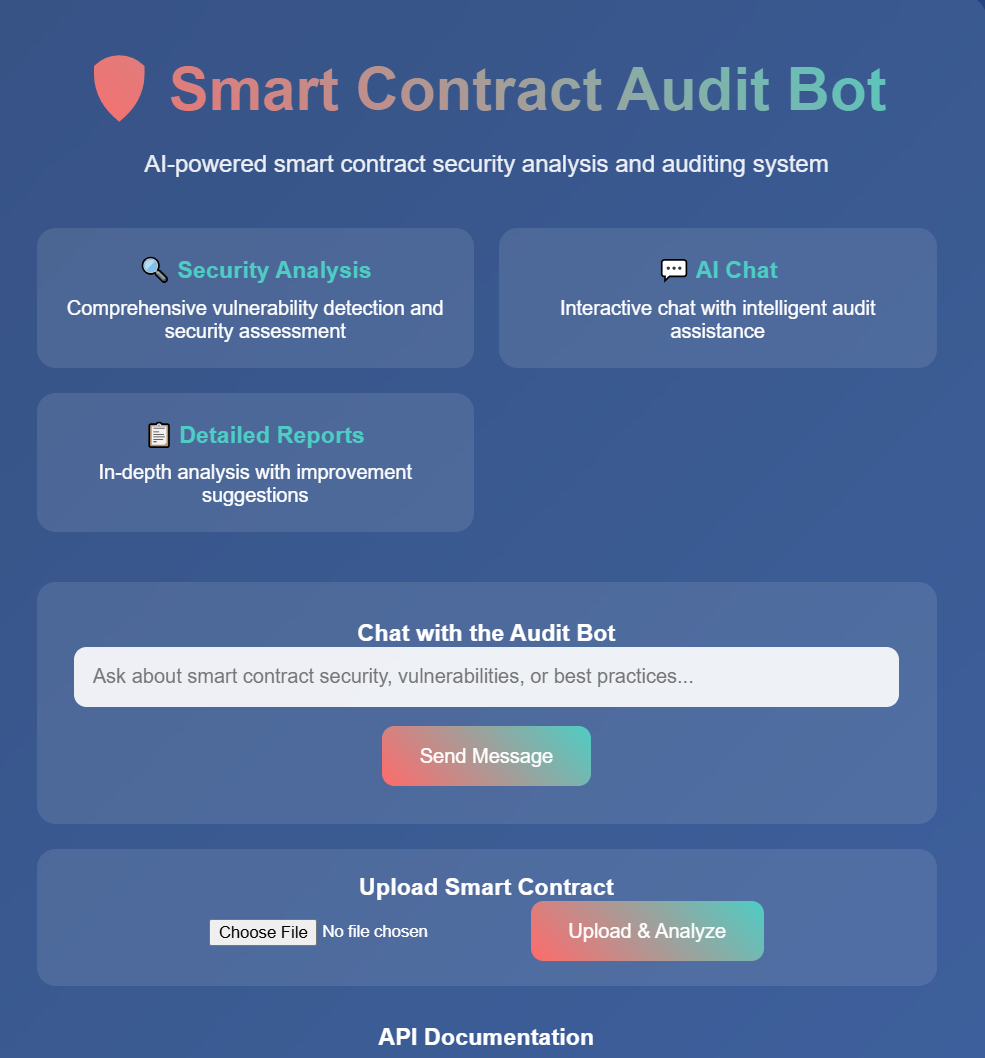 Smart Contract Audit Bot
AI-powered smart contract security analysis and auditing system
Security Analysis
Comprehensive vulnerability detection and
security assessment
AI Chat
Interactive chat with intelligent audit
assistance
Detailed Reports
In-depth analysis with improvement
suggestions
Chat with the Audit Bot
Ask about smart contract security, vulnerabilities, or best practices...
Send Message
Upload Smart Contract
Choose File No file chosen
Upload & Analyze
API Documentation